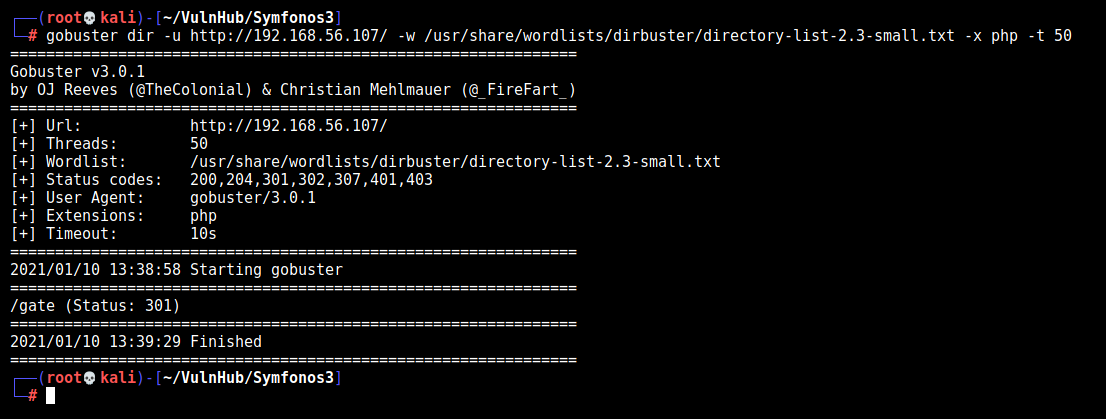 ┌──(root💀kali)-[~/VulnHub/Symfonos3]
└─# gobuster dir -u http://192.168.56.107/ -w /usr/share/wordlists/dirbuster/directory-list-2.3-small.txt -x php -t 50
===============================================================
Gobuster v3.0.1
by OJ Reeves (@TheColonial) & Christian Mehlmauer (@_FireFart_)
===============================================================
[+] Url:            http://192.168.56.107/
[+] Threads:        50
[+] Wordlist:       /usr/share/wordlists/dirbuster/directory-list-2.3-small.txt
[+] Status codes:   200,204,301,302,307,401,403
[+] User Agent:     gobuster/3.0.1
[+] Extensions:     php
[+] Timeout:        10s
===============================================================
2021/01/10 13:38:58 Starting gobuster
===============================================================
/gate (Status: 301)
===============================================================
2021/01/10 13:39:29 Finished
===============================================================
┌──(root💀kali)-[~/VulnHub/Symfonos3]
└─#